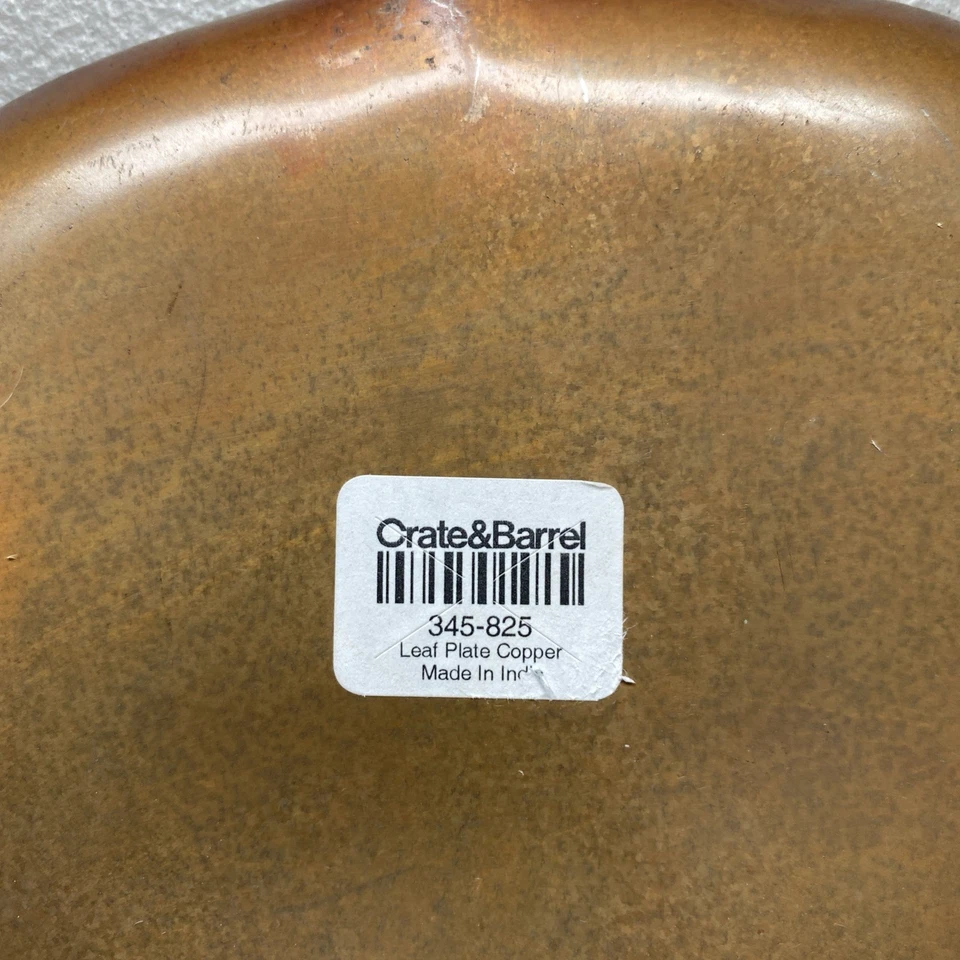 Crate&Barrel
345-825
Leaf Plate Copper
Made In India